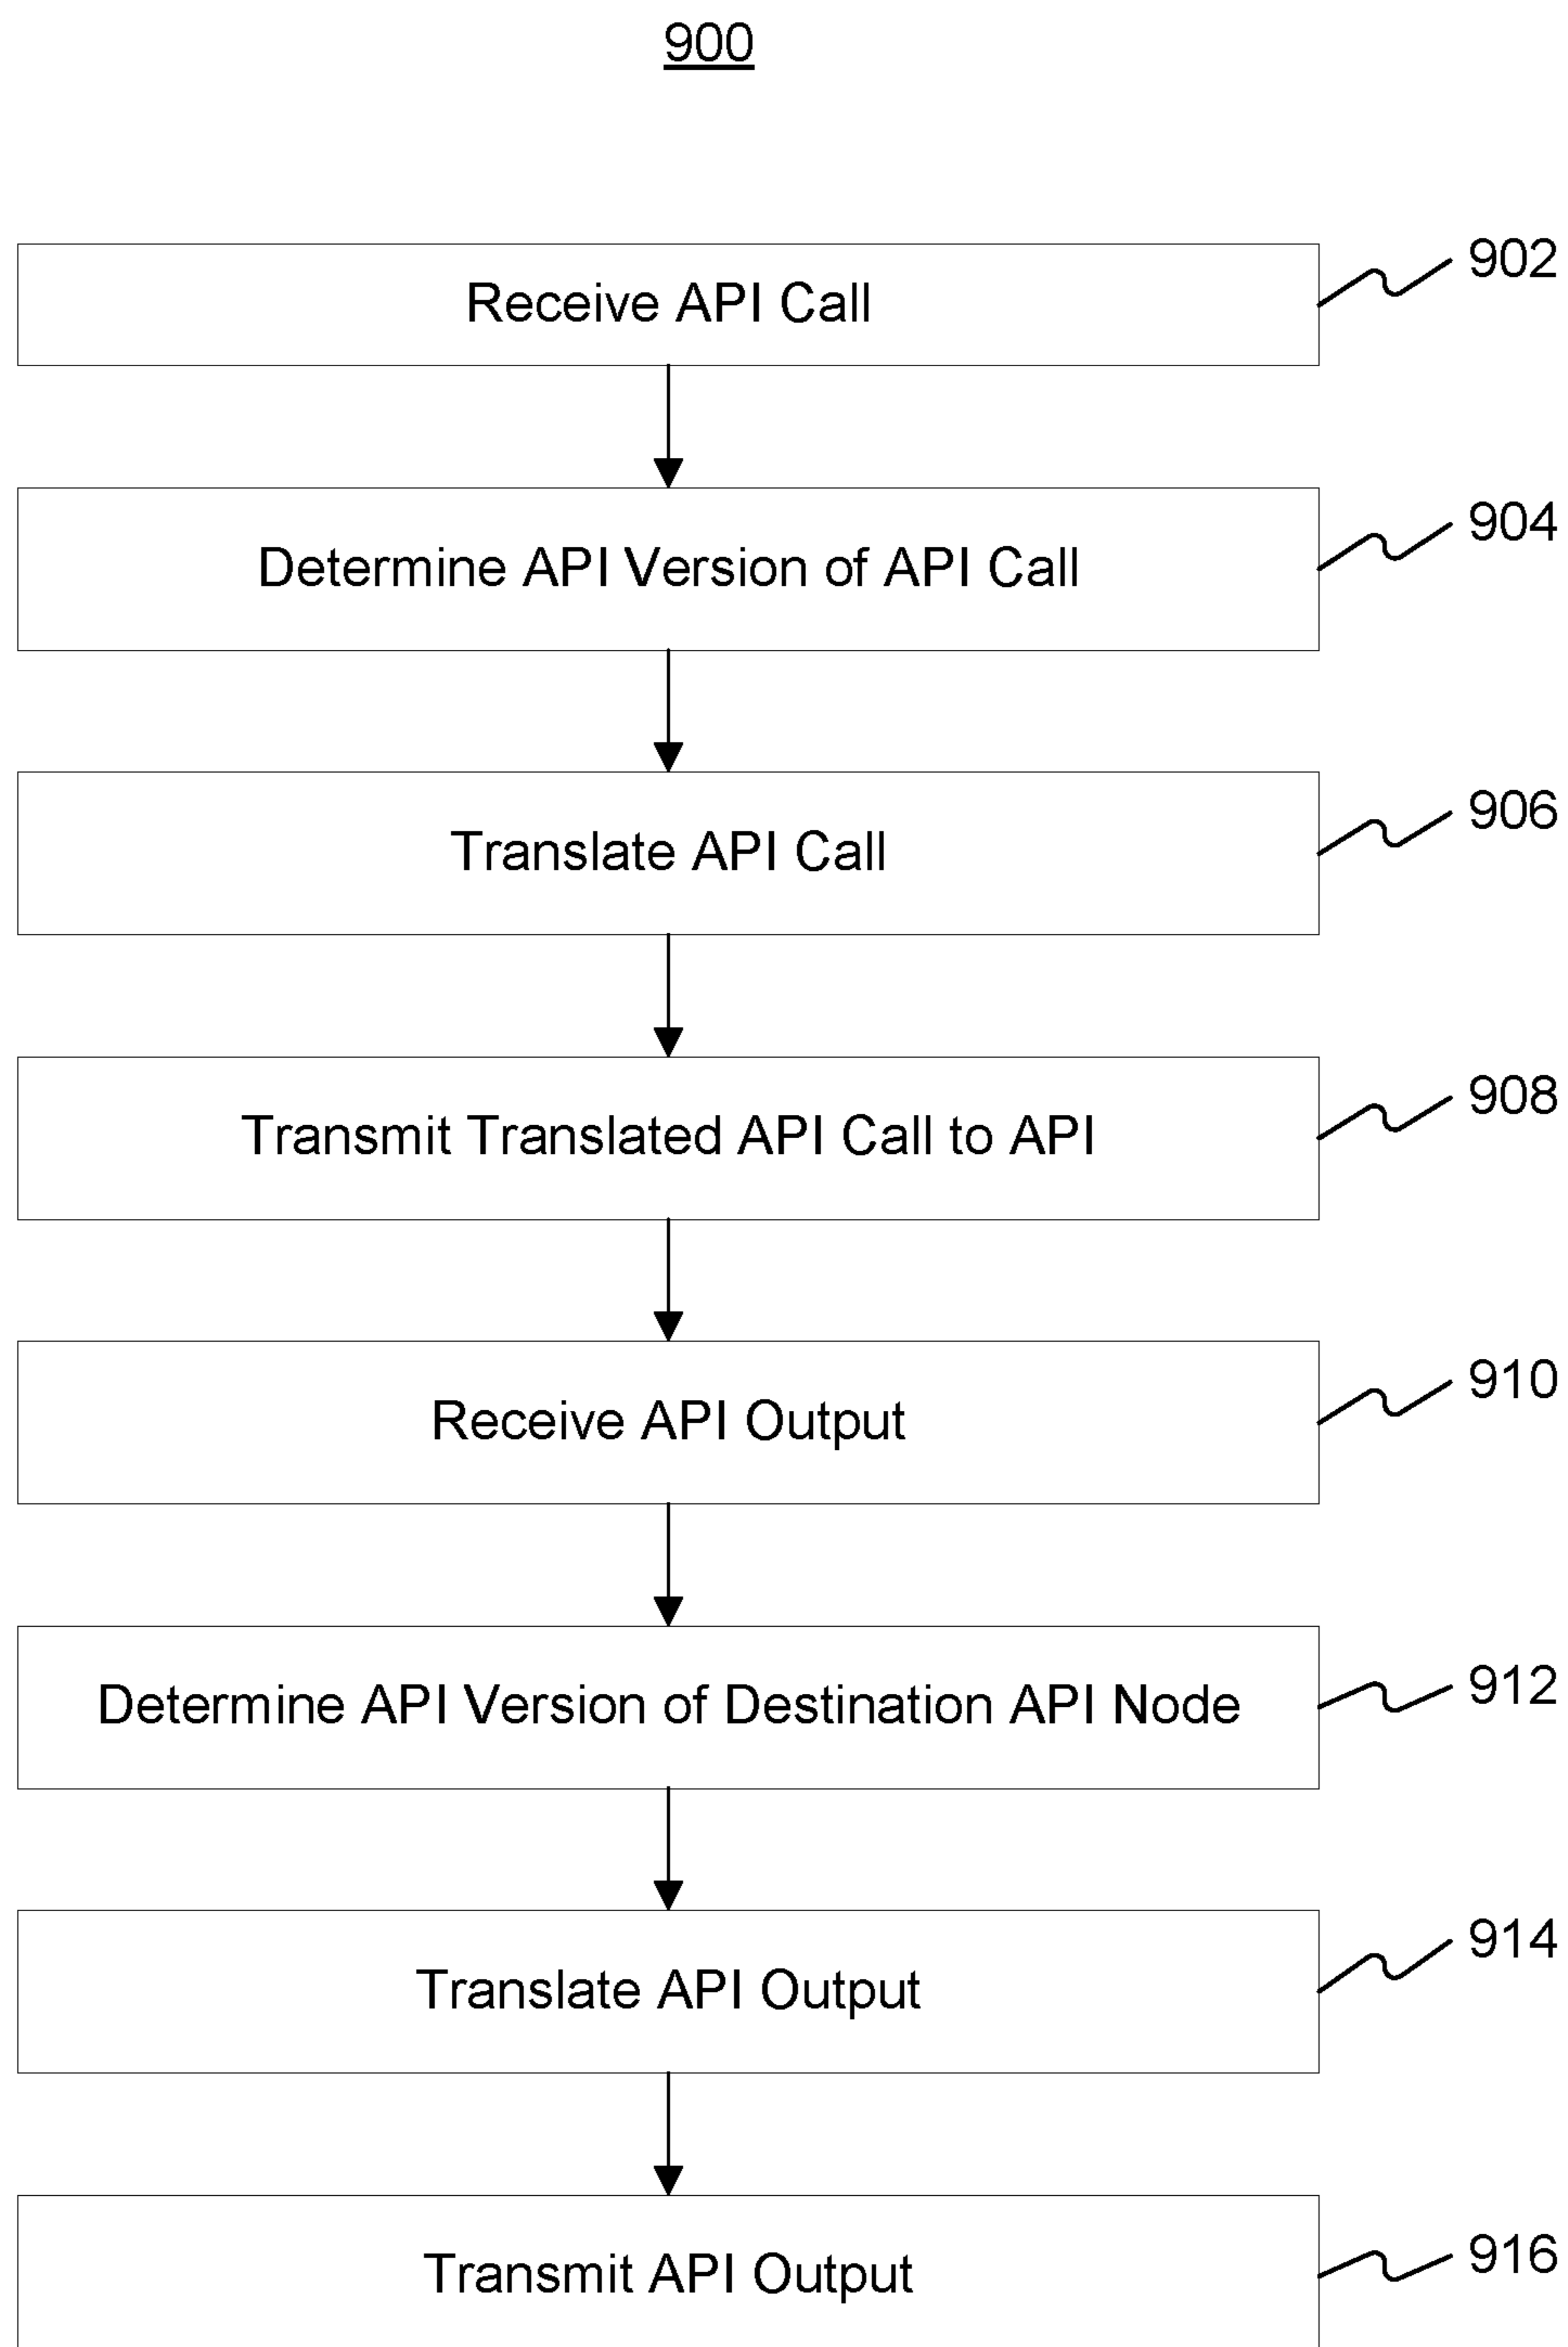 900
Receive API Call
902
Determine API Version of API Call
904
Translate API Call
906
Transmit Translated API Call to API
908
Receive API Output
910
Determine API Version of Destination API Node
912
Translate API Output
914
Transmit API Output
916